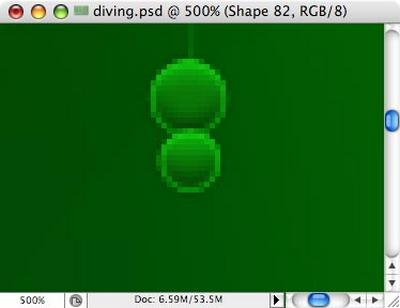 diving.psd @ 500% (Shape 82, RGB/8)
500%
Doc: 6.59M/53.5M